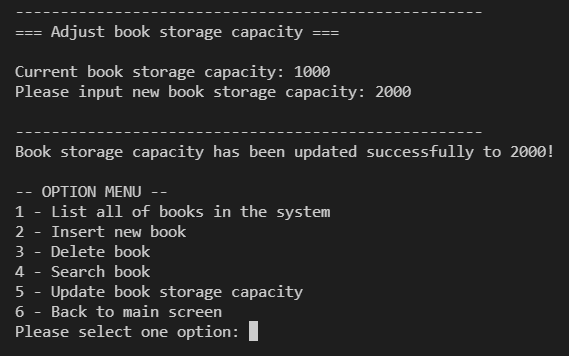 ----------------------------------------------------
=== Adjust book storage capacity ===
Current book storage capacity: 1000
Please input new book storage capacity: 2000
----------------------------------------------------
Book storage capacity has been updated successfully to 2000!
-- OPTION MENU --
1 - List all of books in the system
2 - Insert new book
3 - Delete book
4 - Search book
5 - Update book storage capacity
6 - Back to main screen
Please select one option: